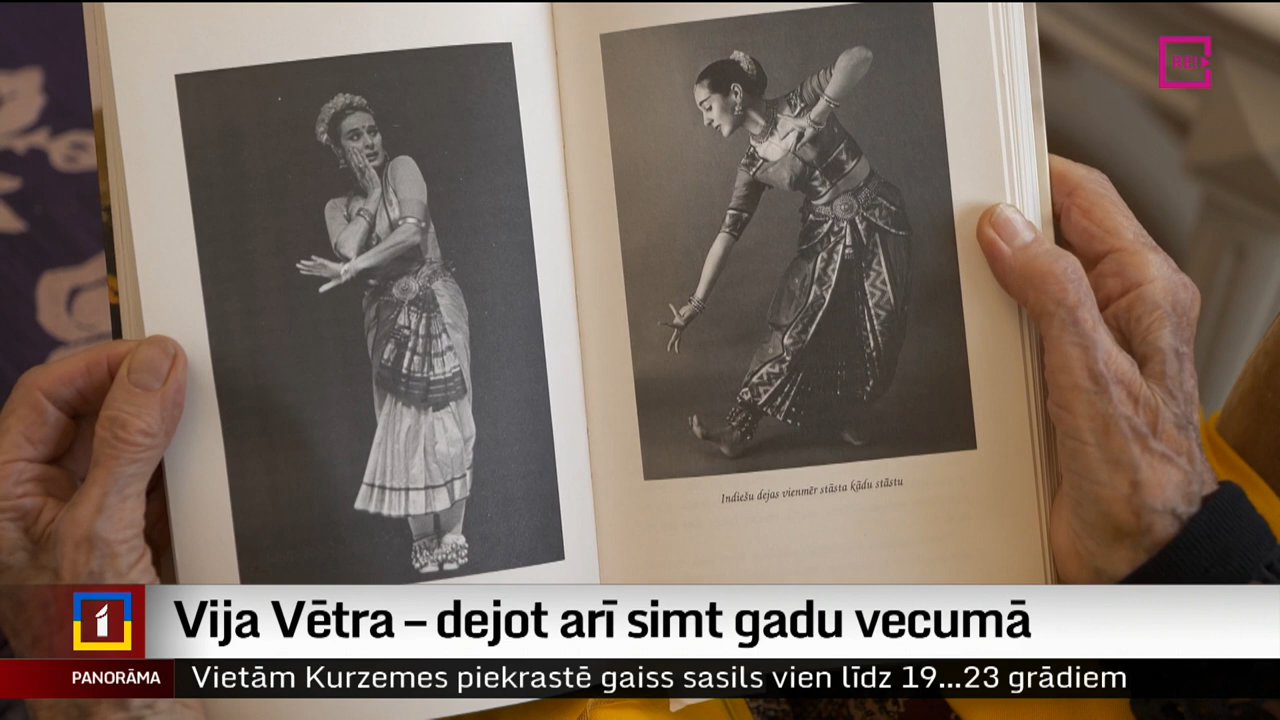 RE!
Indiešu dejas vienmēr stāsta kādu stāstu
1
Vija Vētra – dejot arī simt gadu vecumā
PANORĀMA
Vietām Kurzemes piekrastē gaiss sasils vien līdz 19...23 grādiem